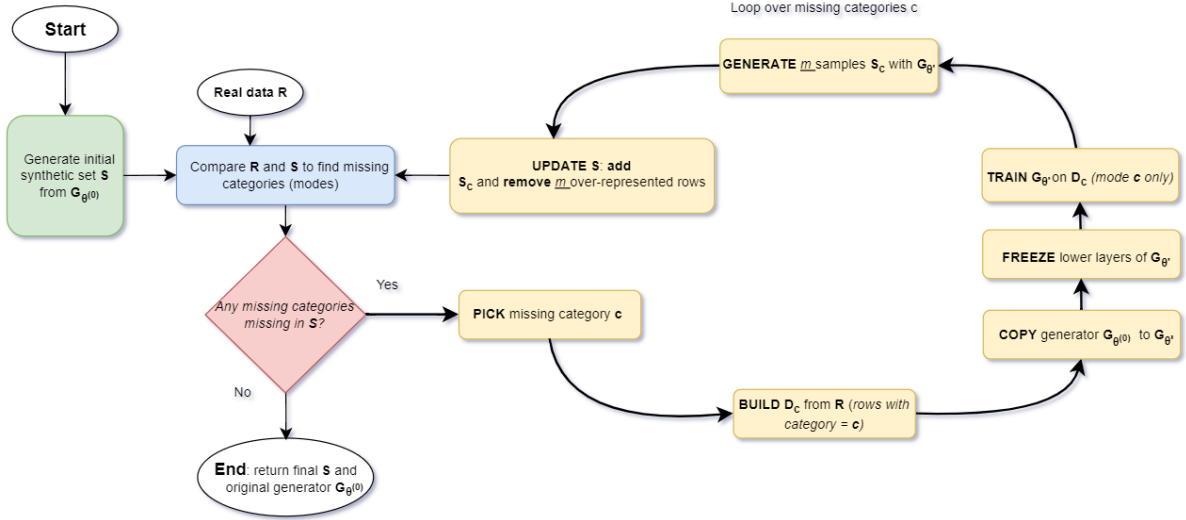 Start
Loop over missing categories c
GENERATE m samples Sc with Gθ'
Real data R
Generate initial
synthetic set S
from Gθ(0)
Compare R and S to find missing
categories (modes)
UPDATE S: add
Sc and remove m over-represented rows
TRAIN Gθ' on Dc (mode c only)
FREEZE lower layers of Gθ'
Any missing categories
missing in S?
Yes
PICK missing category c
COPY generator Gθ(0) to Gθ'
No
BUILD Dc from R (rows with
category = c)
End: return final S and
original generator Gθ(0)